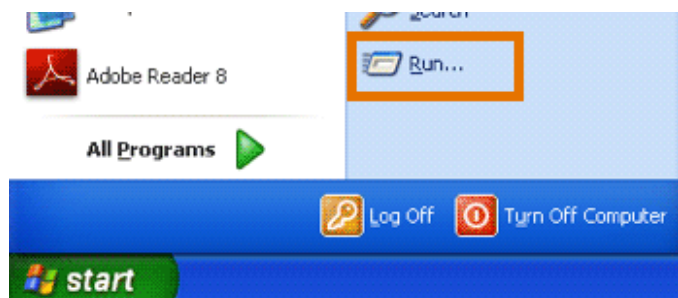 Search
Run...
Adobe Reader 8
All Programs
Log Off
Turn Off Computer
start